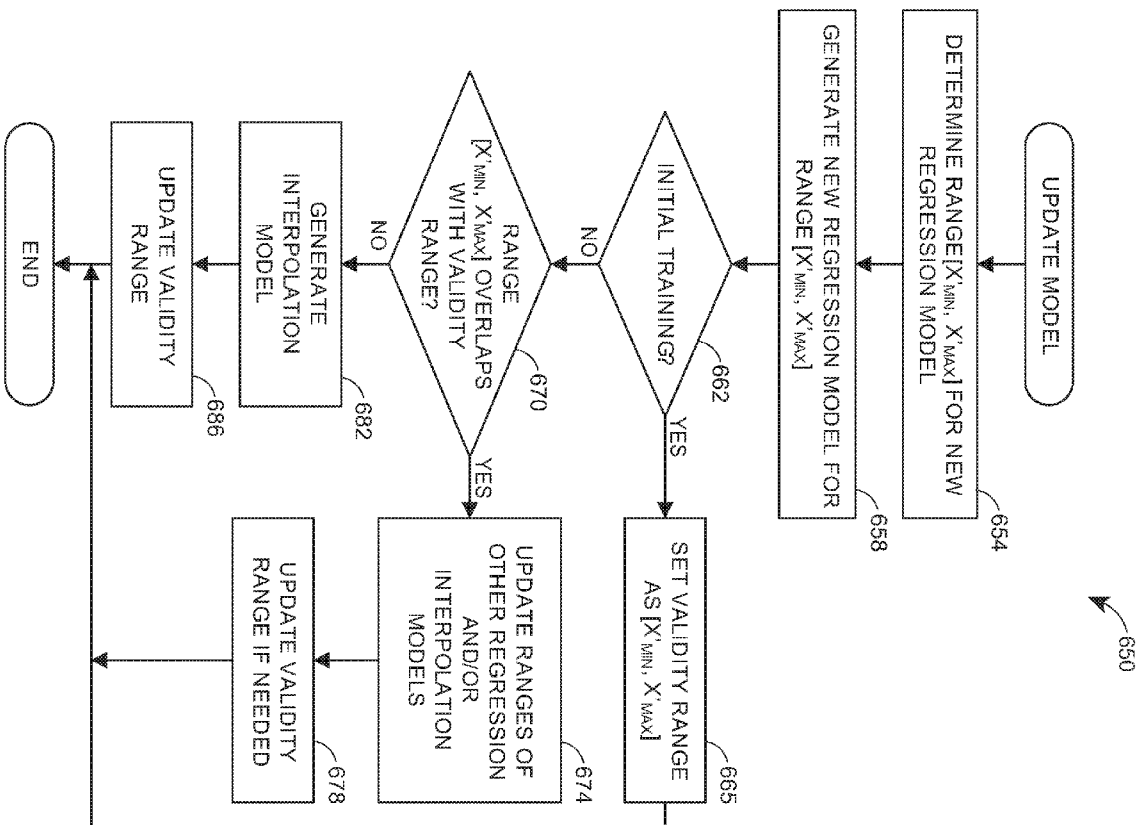 650
UPDATE MODEL
DETERMINE RANGE[X'MIN, X'MAX] FOR NEW
REGRESSION MODEL
654
GENERATE NEW REGRESSION MODEL FOR
RANGE [X'MIN, X'MAX]
658
INITIAL TRAINING?
662
YES
NO
SET VALIDITY RANGE
AS [X'MIN, X'MAX]
665
RANGE
[X'MIN, X'MAX] OVERLAPS
WITH VALIDITY
RANGE?
670
YES
NO
UPDATE RANGES OF
OTHER REGRESSION
AND/OR
INTERPOLATION
MODELS
674
GENERATE
INTERPOLATION
MODEL
682
UPDATE VALIDITY
RANGE IF NEEDED
678
UPDATE VALIDITY
RANGE
686
END